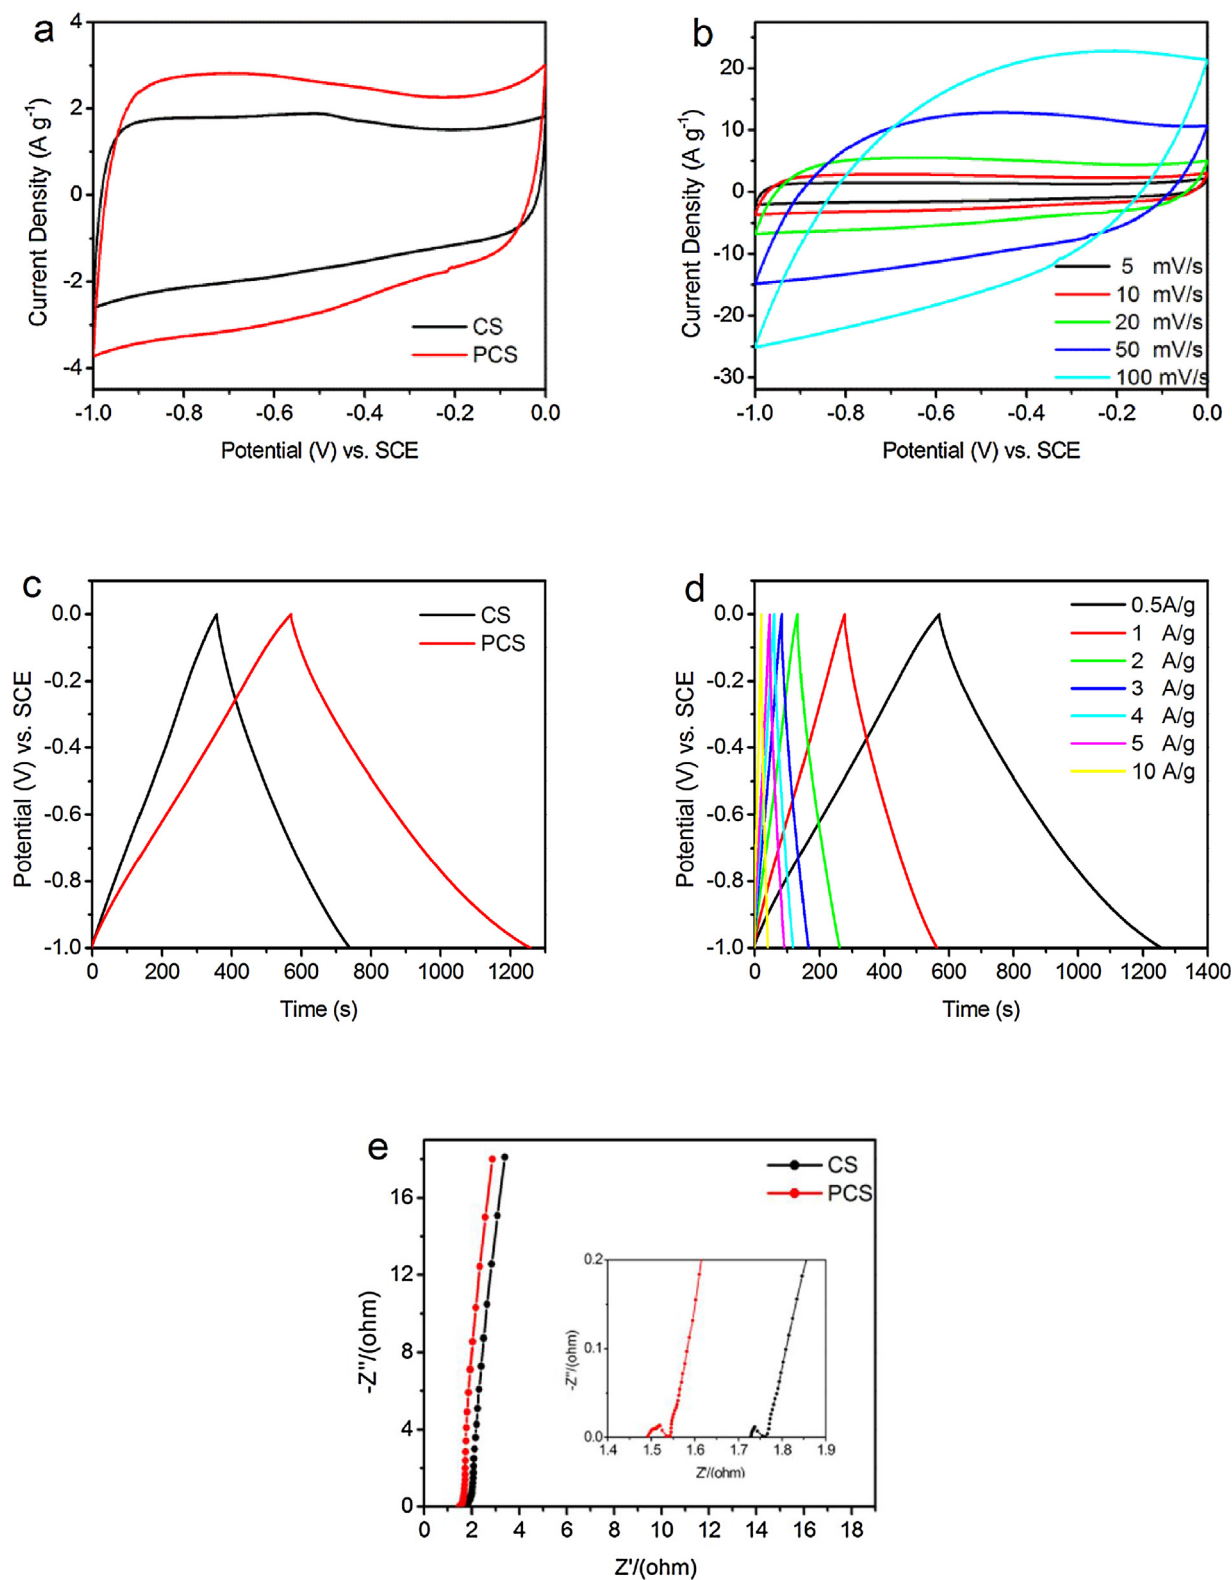 a
4
2
0
-2
-4
Current Density (A g-1)
CS
PCS
-1.0 -0.8 -0.6 -0.4 -0.2 0.0
Potential (V) vs. SCE
b
20
10
0
-10
-20
-30
Current Density (A g-1)
5 mV/s
10 mV/s
20 mV/s
50 mV/s
100 mV/s
-1.0 -0.8 -0.6 -0.4 -0.2 0.0
Potential (V) vs. SCE
c
0.0
-0.2
-0.4
-0.6
-0.8
-1.0
Potential (V) vs. SCE
CS
PCS
0 200 400 600 800 1000 1200
Time (s)
d
0.0
-0.2
-0.4
-0.6
-0.8
-1.0
Potential (V) vs. SCE
0.5A/g
1 A/g
2 A/g
3 A/g
4 A/g
5 A/g
10 A/g
0 200 400 600 800 1000 1200 1400
Time (s)
e
16
12
8
4
0
-Z''/(ohm)
CS
PCS
0.2
0.1
0.0
-Z''/(ohm)
1.4 1.5 1.6 1.7 1.8 1.9
Z'/(ohm)
0 2 4 6 8 10 12 14 16 18
Z'/(ohm)